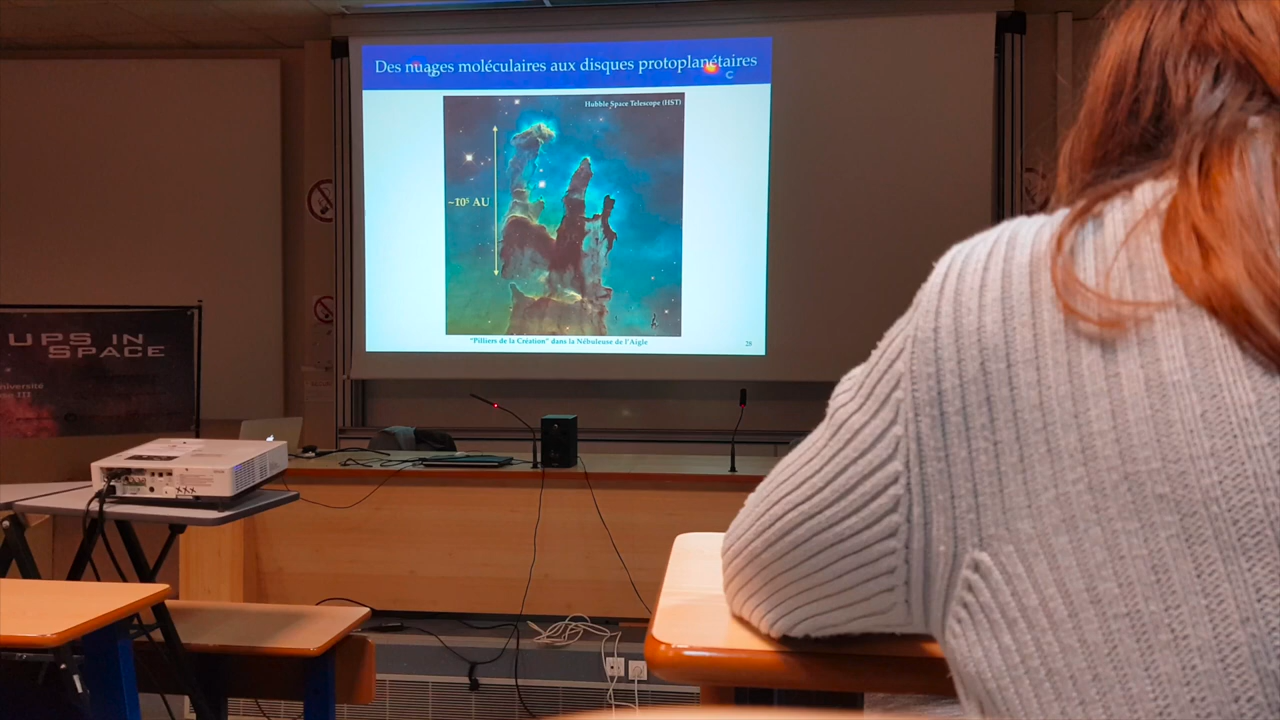 Des nuages moléculaires aux disques protoplanétaires
C
Hubble Space Telescope (HST)
~10⁵ AU
"Pilliers de la Création" dans la Nébuleuse de l'Aigle
28
UPS IN
SPACE
niversité